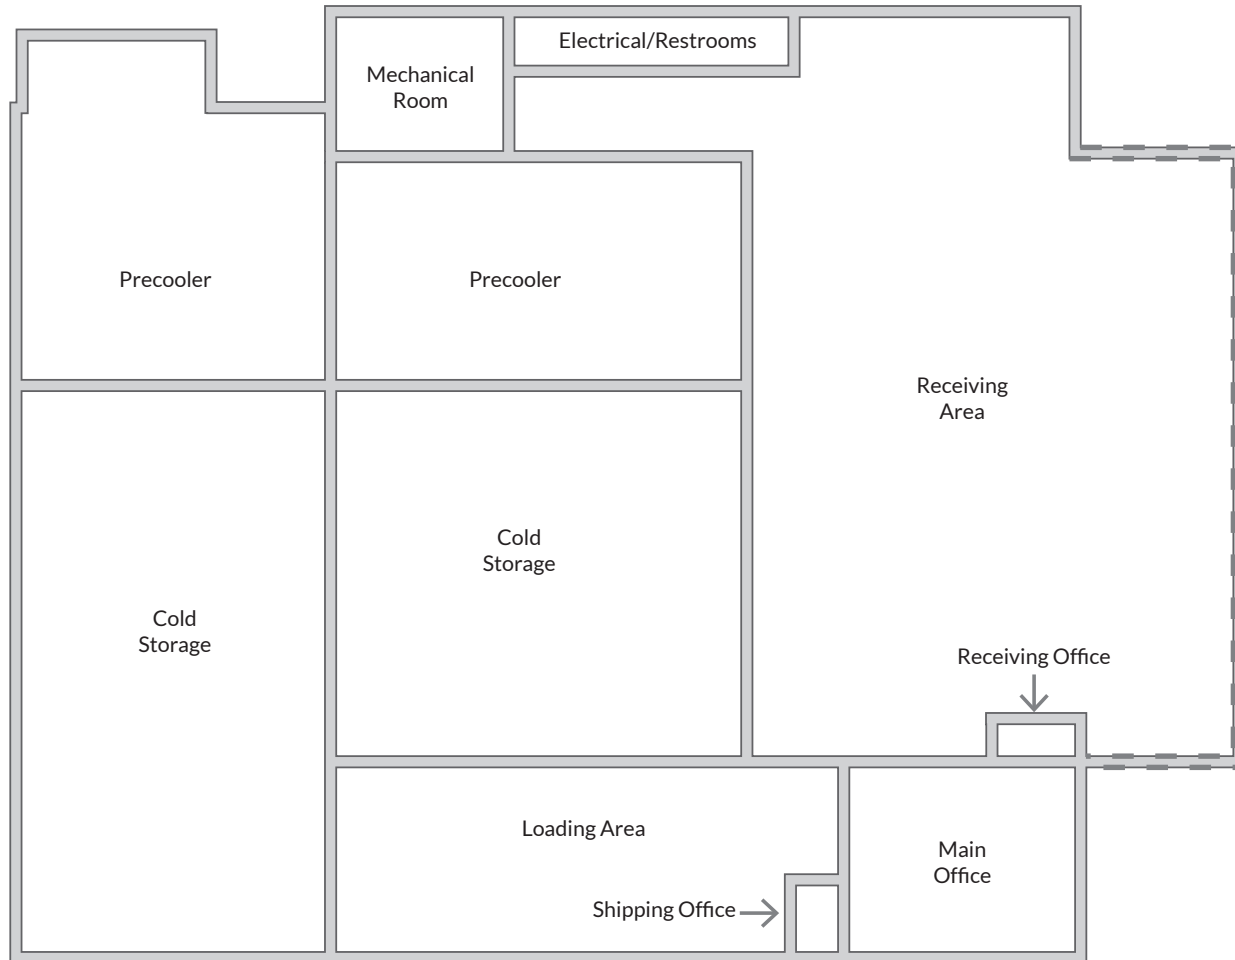 Electrical/Restrooms
Mechanical
Room
Precooler
Precooler
Receiving
Area
Cold
Storage
Cold
Storage
Receiving Office
Loading Area
Main
Office
Shipping Office